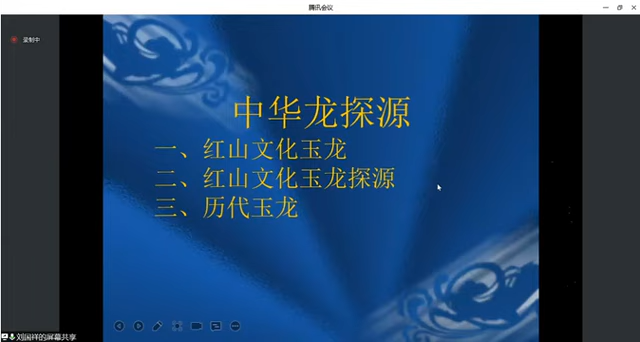 腾讯会议
录制中
中华龙探源
一、红山文化玉龙
二、红山文化玉龙探源
三、历代玉龙
刘国祥的屏幕共享